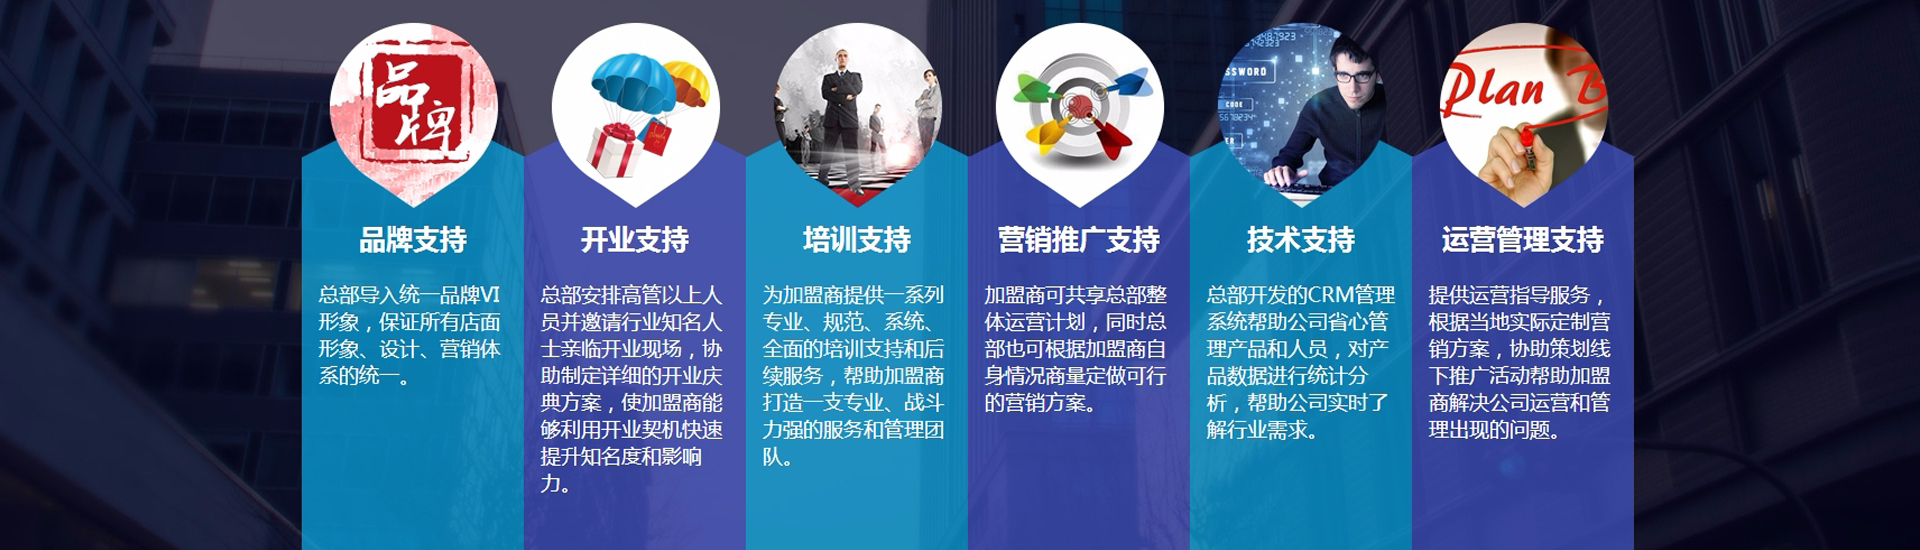 品牌
品牌支持
总部导入统一品牌VI
形象，保证所有店面
形象、设计、营销体
系的统一。
开业支持
总部安排高管以上人
员并邀请行业知名人
士亲临开业现场，协
助制定详细的开业庆
典方案，使加盟商能
够利用开业契机快速
提升知名度和影响
力。
培训支持
为加盟商提供一系列
专业、规范、系统、
全面的培训支持和后
续服务，帮助加盟商
打造一支专业、战斗
力强的服务和管理团
队。
营销推广支持
加盟商可共享总部整
体运营计划，同时总
部也可根据加盟商自
身情况商量定做可行
的营销方案。
SSWORD
CODE
5678234
ER
技术支持
总部开发的CRM管理
系统帮助公司省心管
理产品和人员，对产
品数据进行统计分
析，帮助公司实时了
解行业需求。
Plan B
运营管理支持
提供运营指导服务，
根据当地实际定制营
销方案，协助策划线
下推广活动帮助加盟
商解决公司运营和管
理出现的问题。